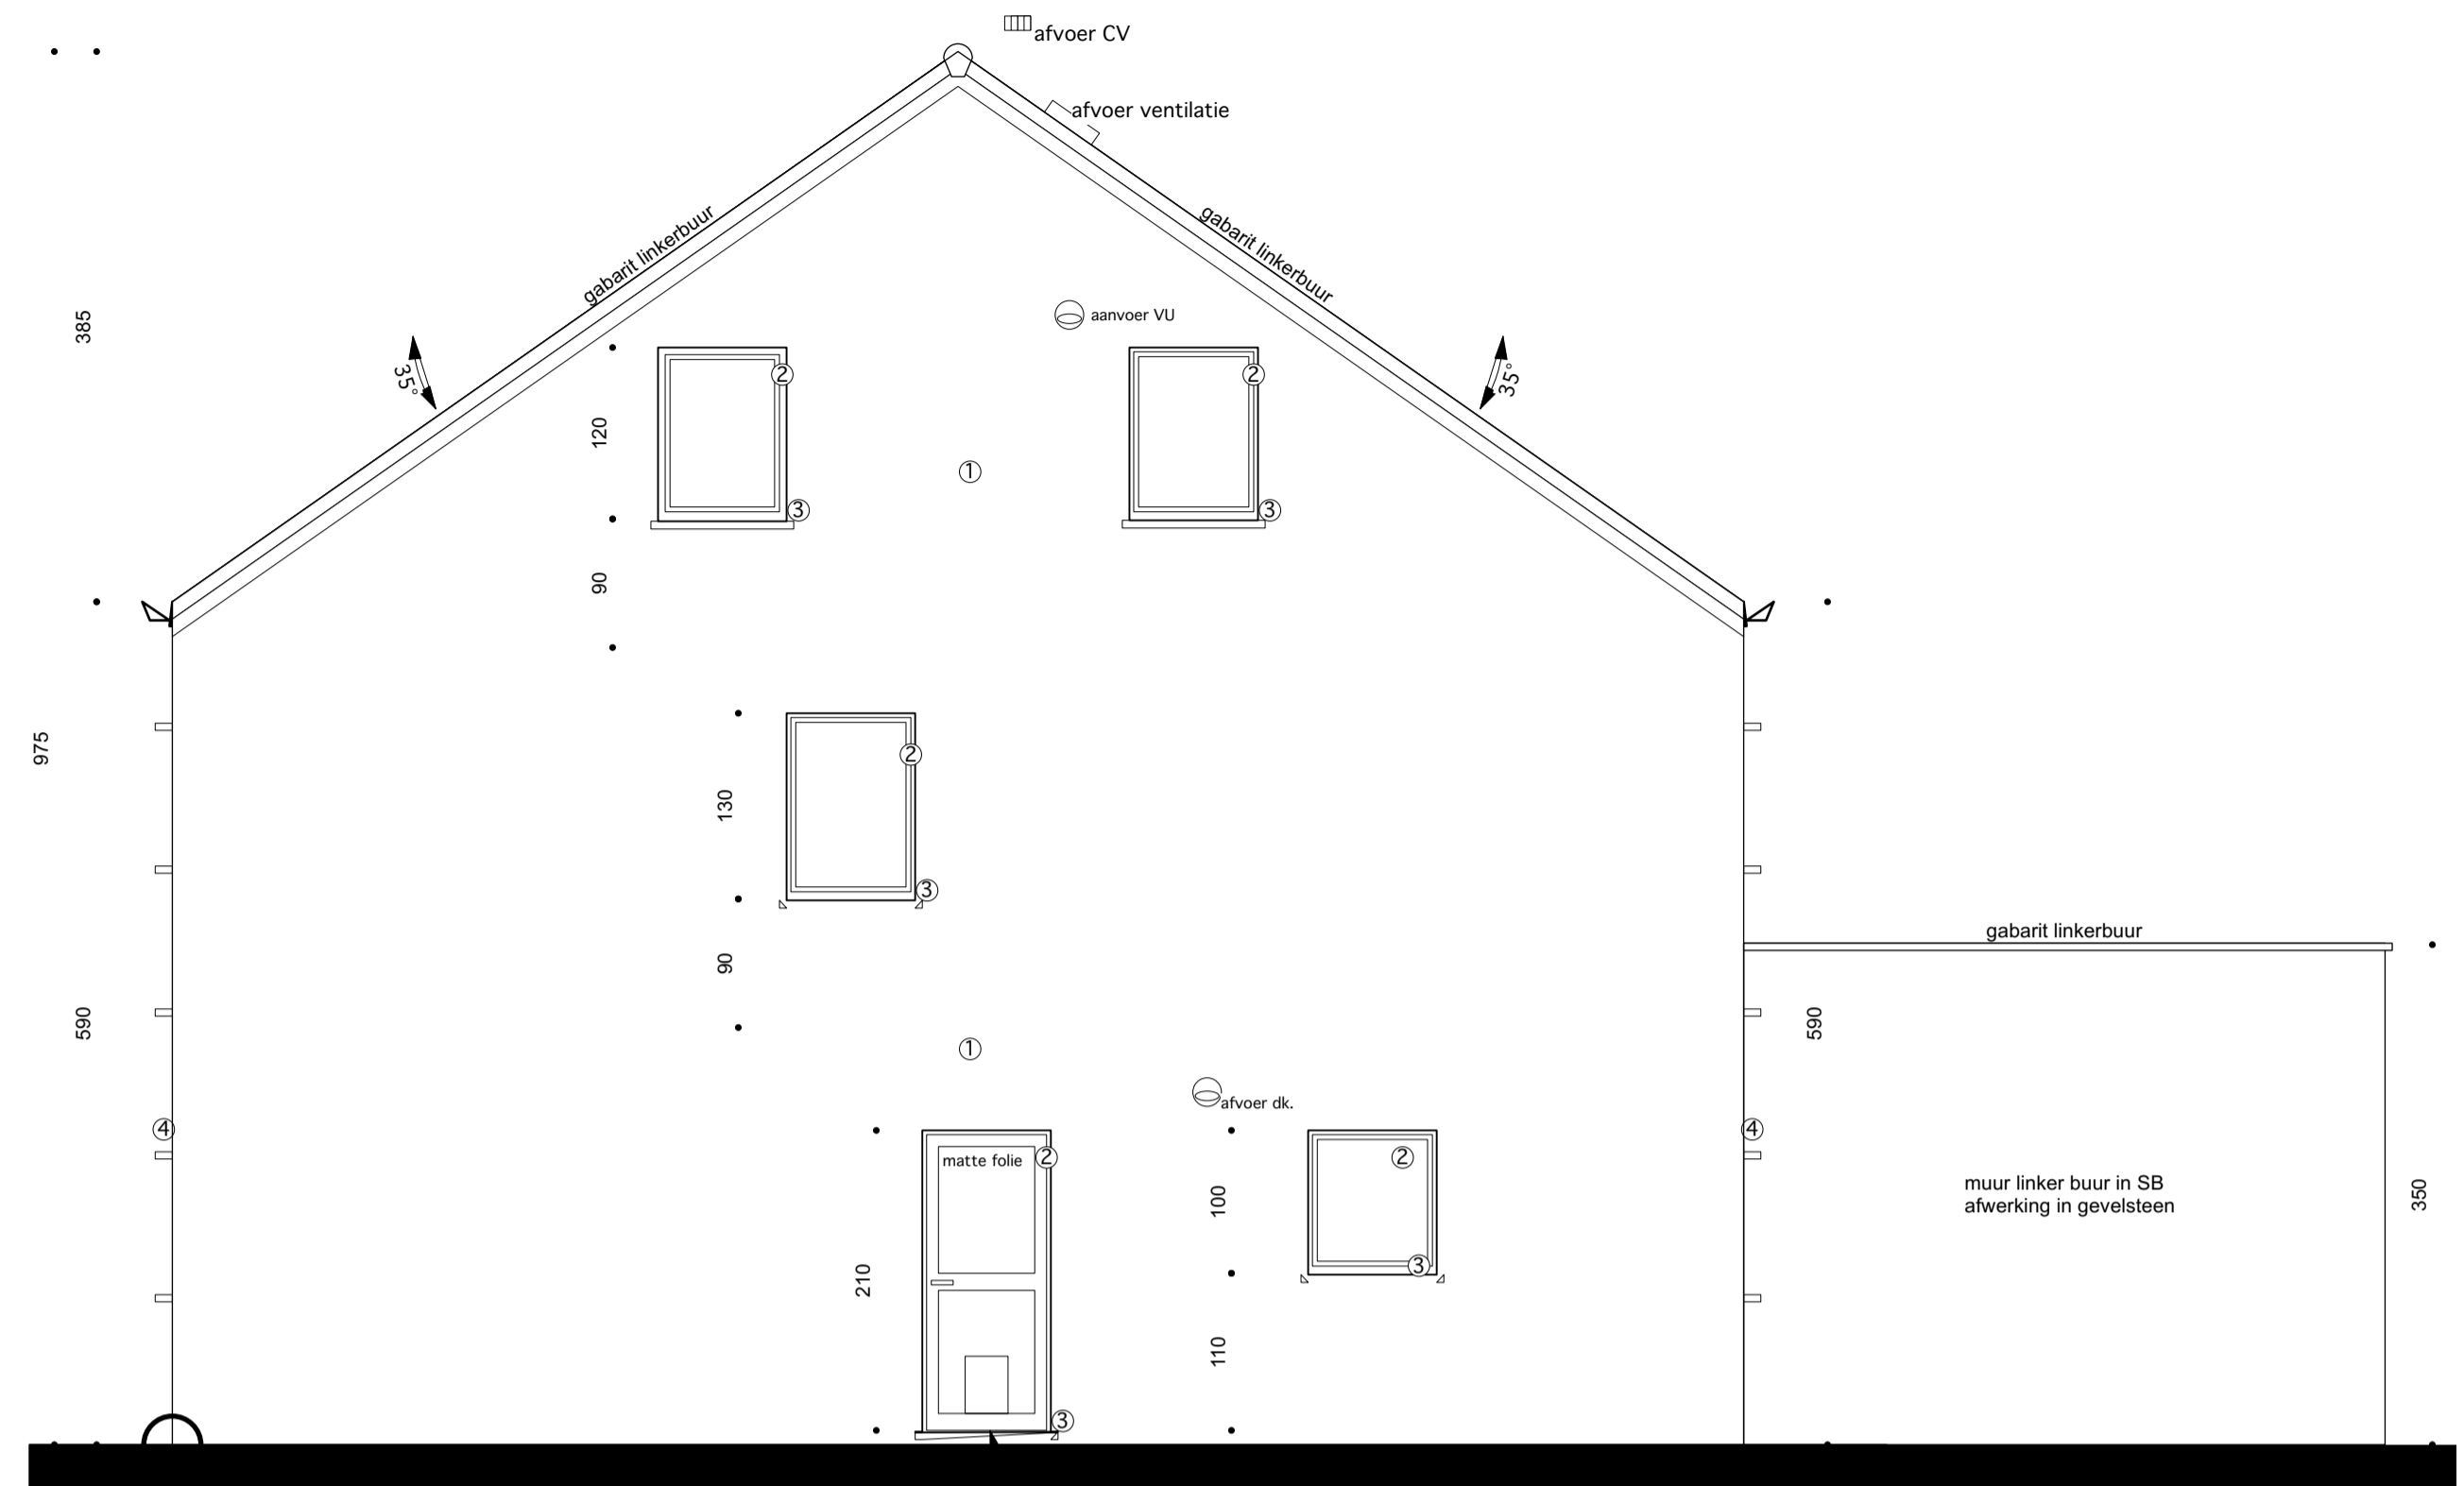 afvoer CV
afvoer ventilatie
gabarit linkerbuur
gabarit linkerbuur
385
35°
35°
aanvoer VU
120
2
2
1
3
3
90
975
130
2
3
90
590
590
gabarit linkerbuur
1
afvoer dk.
4
4
matte folie
2
2
100
210
3
110
3
muur linker buur in SB
afwerking in gevelsteen
350